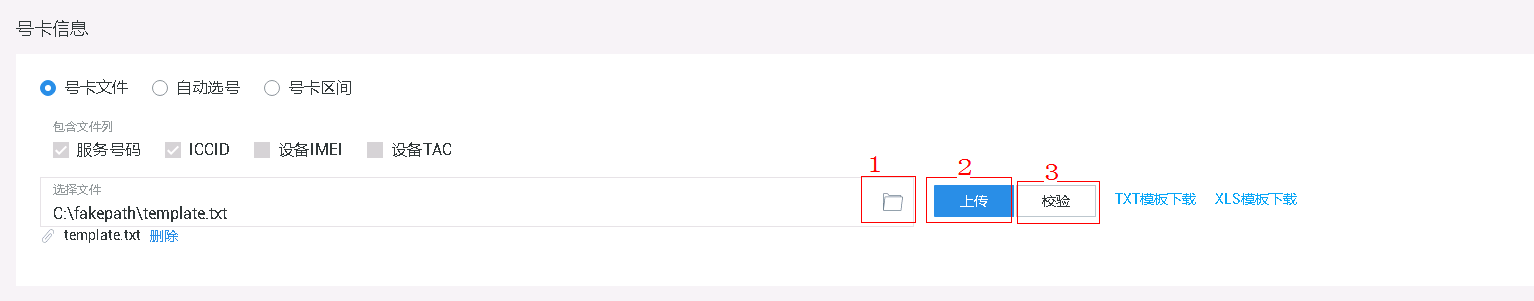 号卡信息
号卡文件 自动选号 号卡区间
包含文件列
服务号码 ICCID 设备IMEI 设备TAC
1 2 3
选择文件
C:\fakepath\template.txt
上传 校验 TXT模板下载 XLS模板下载
template.txt 删除